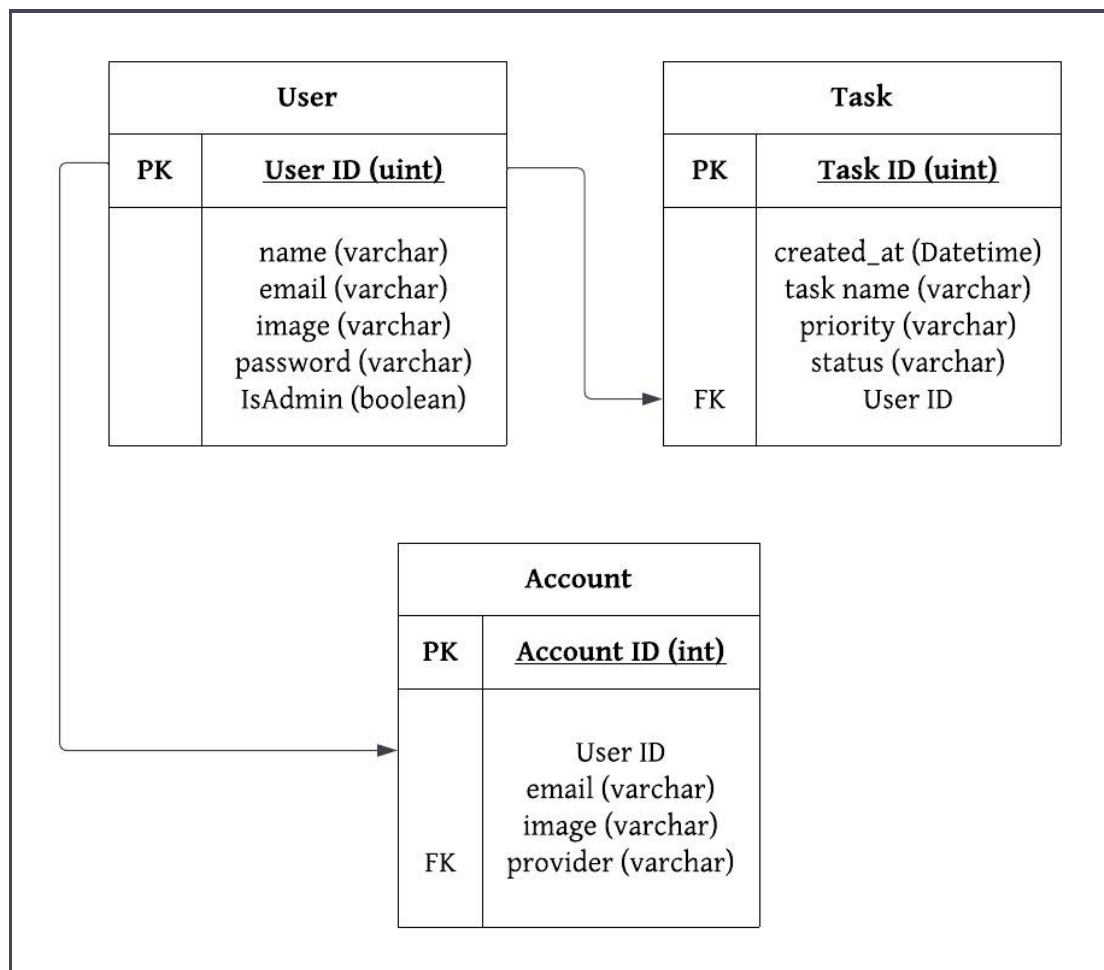 User
PK User ID (uint)
name (varchar)
email (varchar)
image (varchar)
password (varchar)
IsAdmin (boolean)
Task
PK Task ID (uint)
created_at (Datetime)
task name (varchar)
priority (varchar)
status (varchar)
FK User ID
Account
PK Account ID (int)
User ID
email (varchar)
image (varchar)
FK provider (varchar)